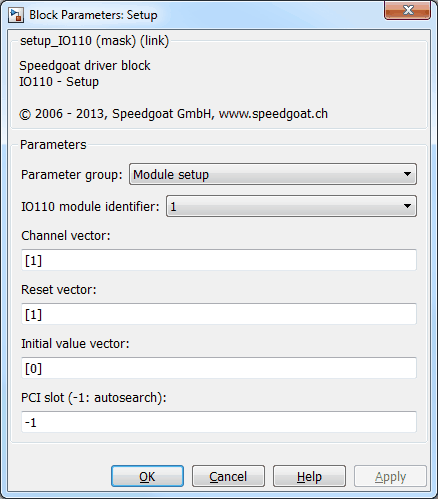 Block Parameters: Setup
setup_IO110 (mask) (link)
Speedgoat driver block
IO110 - Setup
© 2006 - 2013, Speedgoat GmbH, www.speedgoat.ch
Parameters
Parameter group: Module setup
IO110 module identifier: 1
Channel vector:
[1]
Reset vector:
[1]
Initial value vector:
[0]
PCI slot (-1: autosearch):
-1
OK Cancel Help Apply